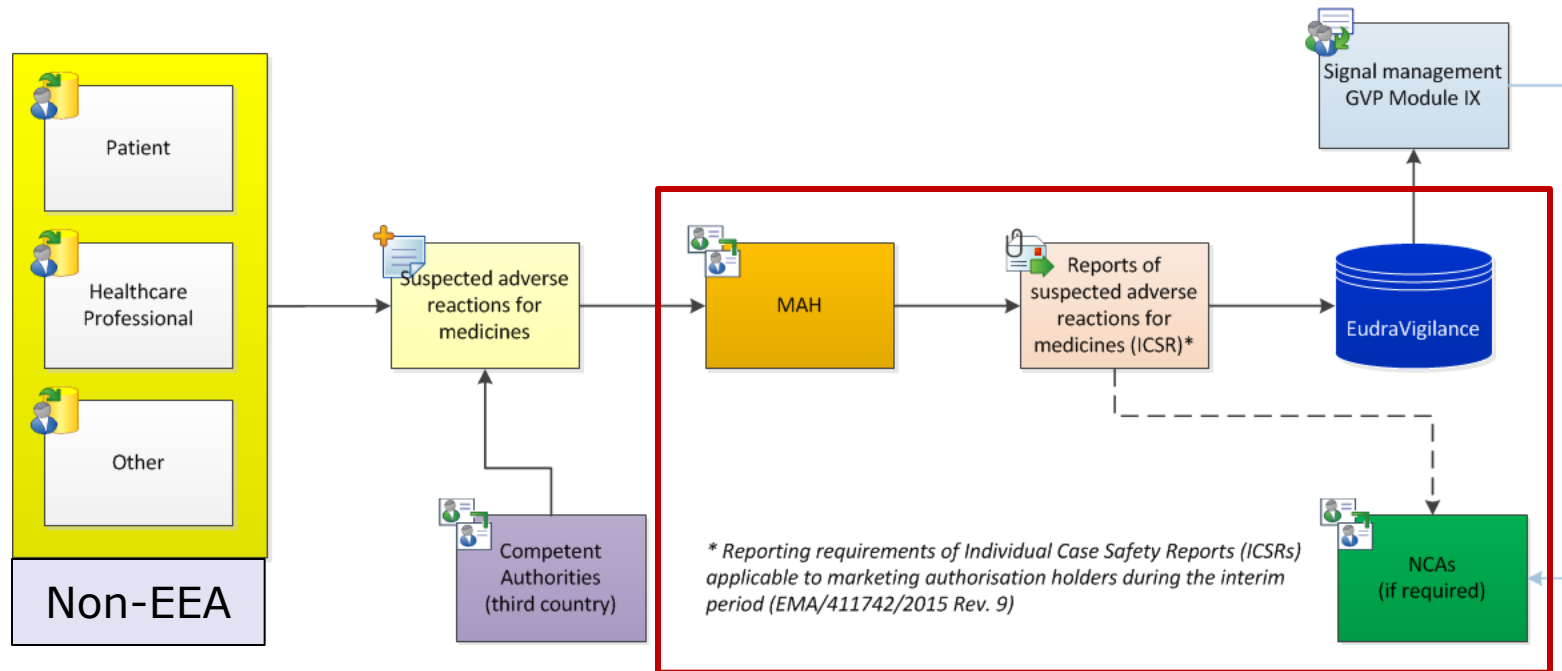 Patient
Healthcare
Professional
Other
Non-EEA
Suspected adverse
reactions for
medicines
Competent
Authorities
(third country)
MAH
Reports of
suspected adverse
reactions for
medicines (ICSR)*
EudraVigilance
Signal management
GVP Module IX
NCAs
(if required)
* Reporting requirements of Individual Case Safety Reports (ICSRs)
applicable to marketing authorisation holders during the interim
period (EMA/411742/2015 Rev. 9)